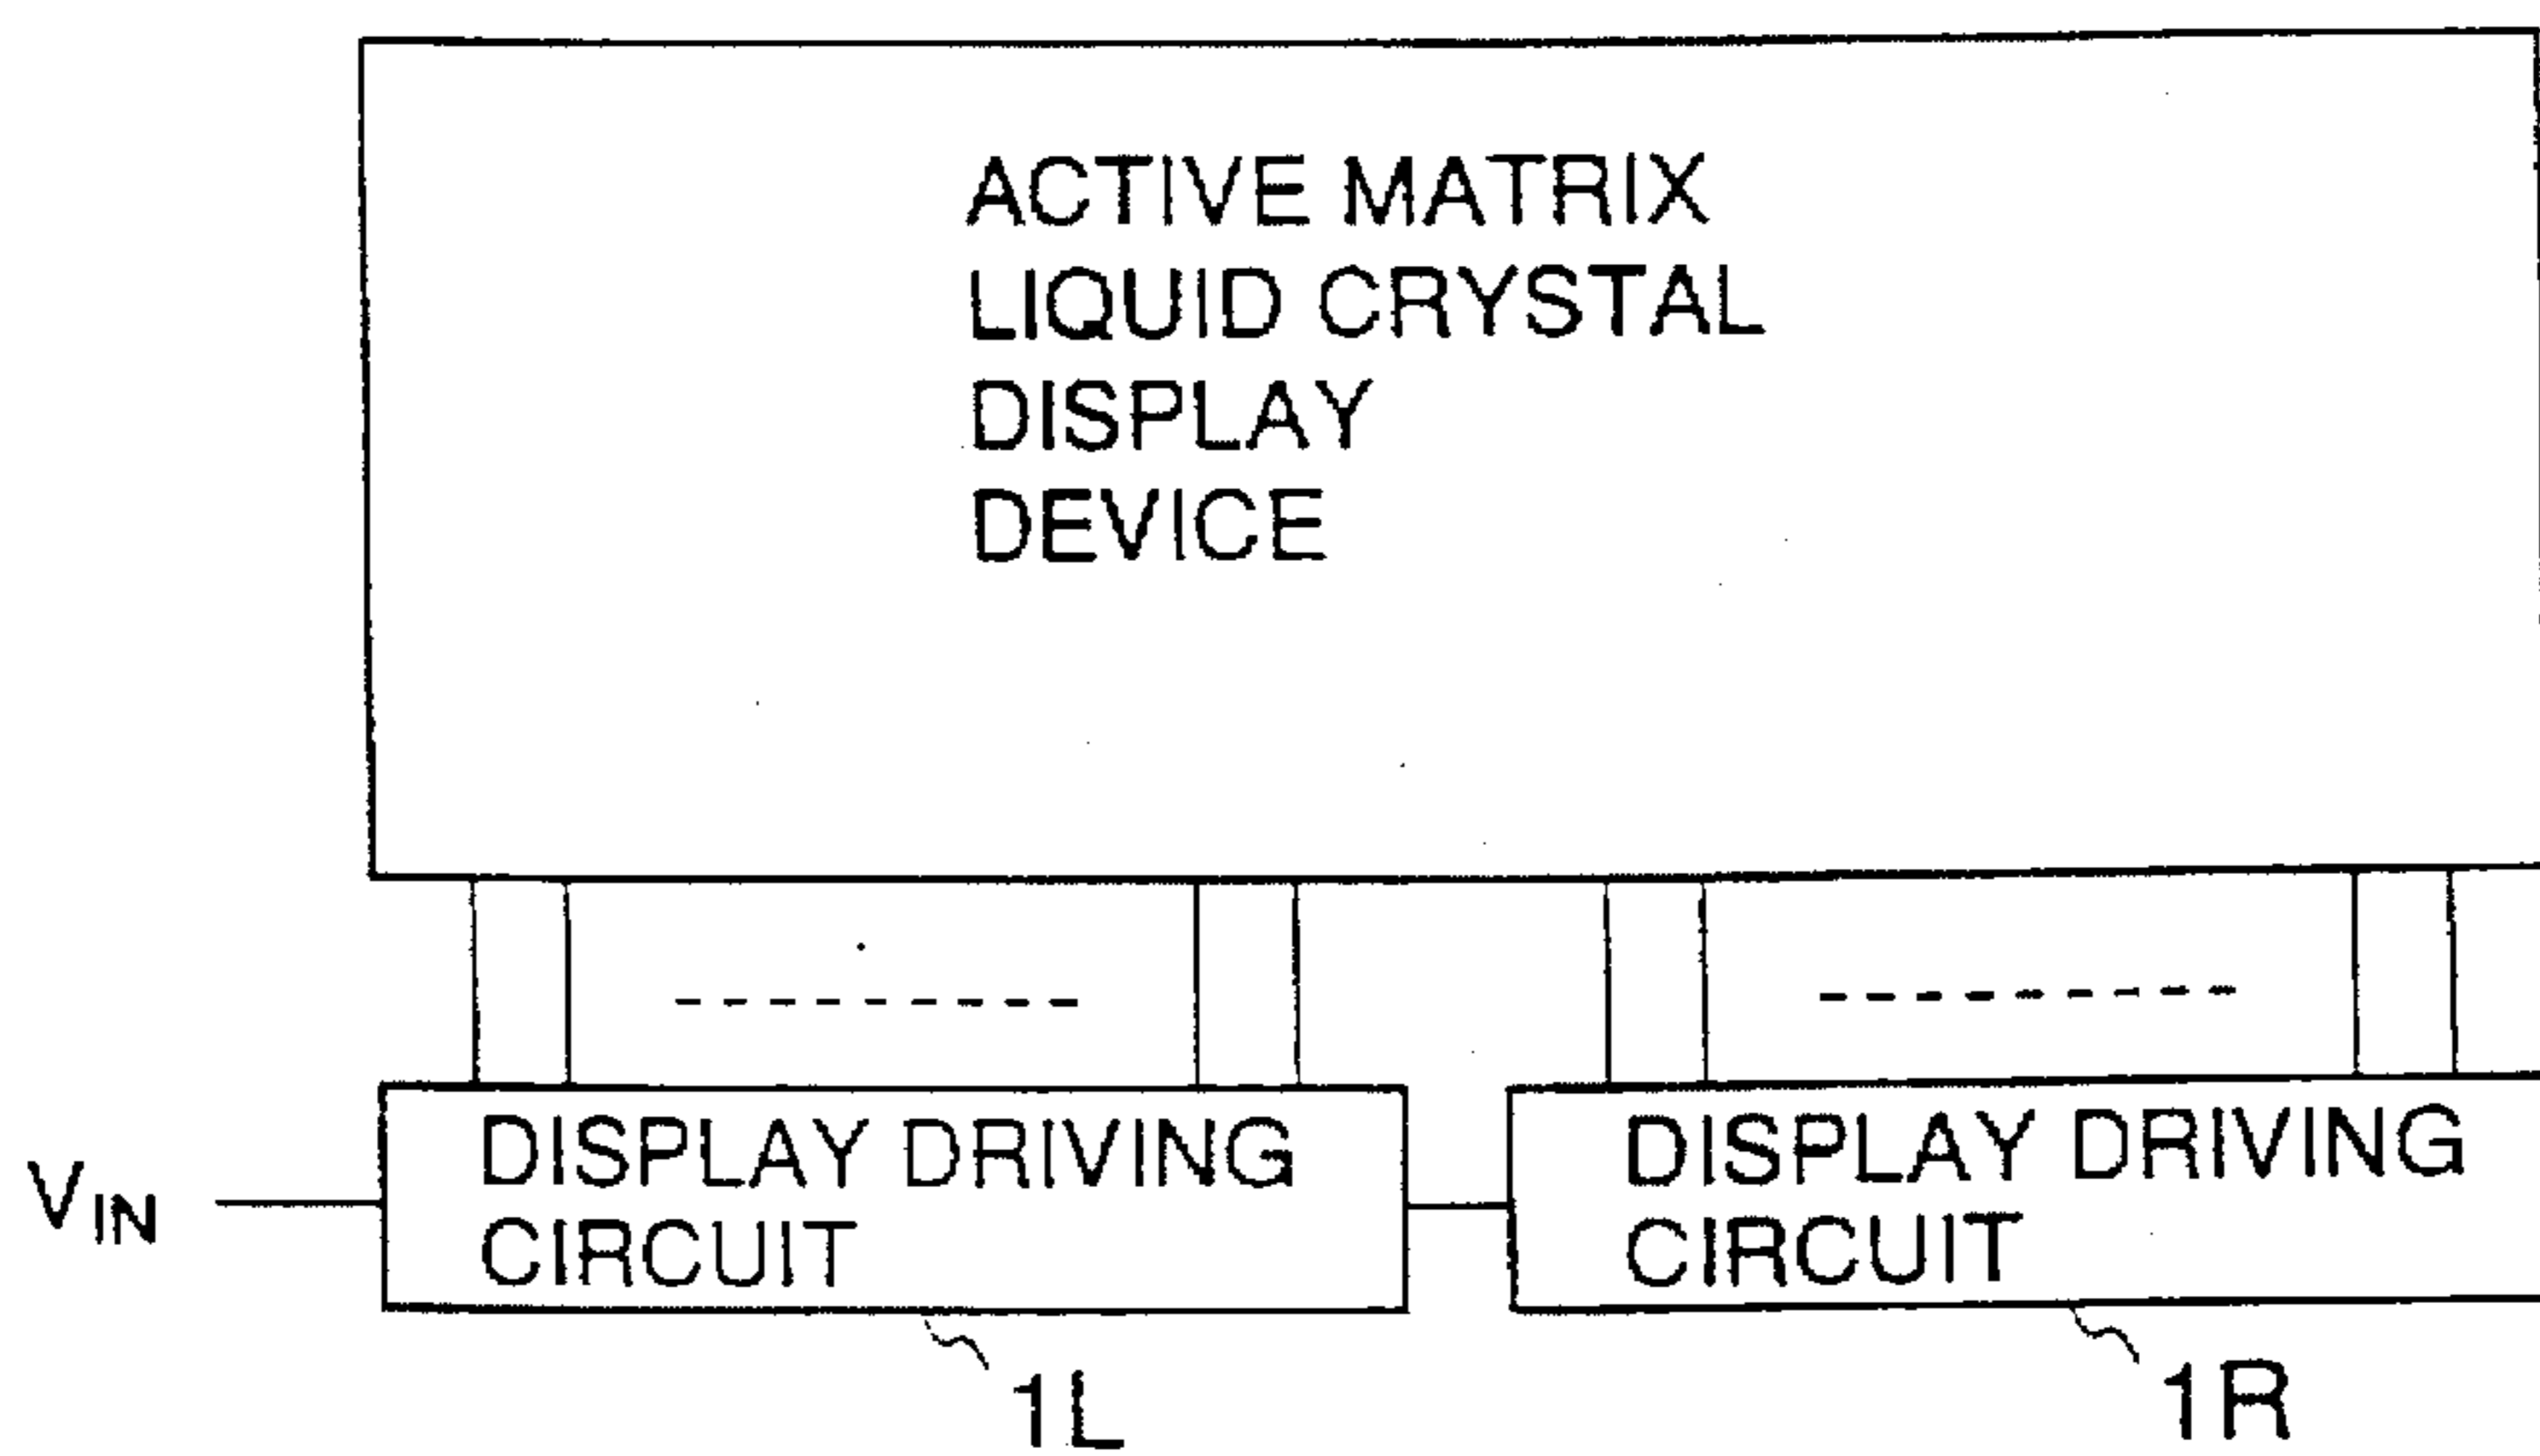 ACTIVE MATRIX
LIQUID CRYSTAL
DISPLAY
DEVICE
DISPLAY DRIVING
CIRCUIT
DISPLAY DRIVING
CIRCUIT
VIN
1L
1R